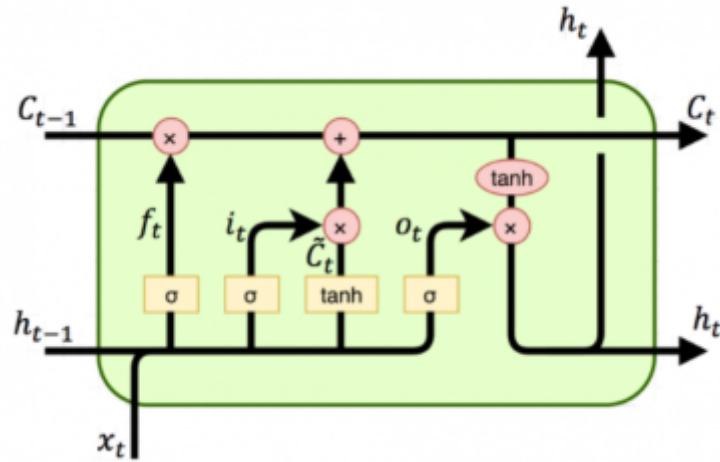 h_t
C_{t-1} × + C_t
tanh
f_t i_t × o_t ×
C̃_t
σ σ tanh σ
h_{t-1} h_t
x_t